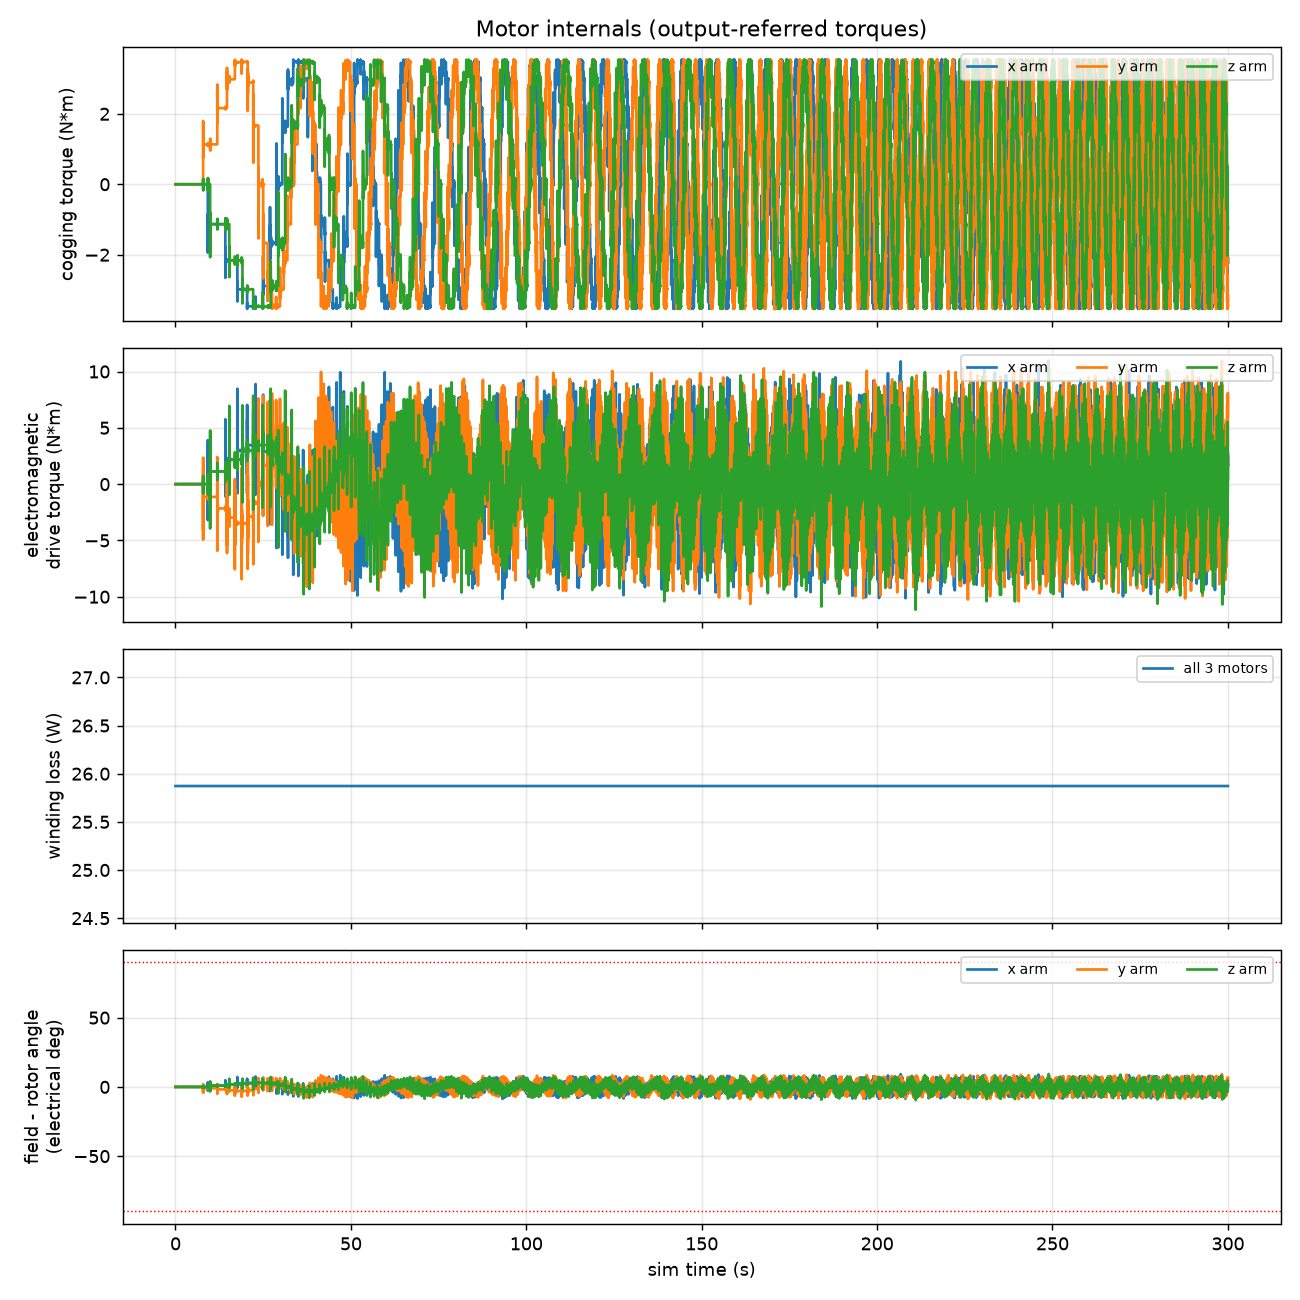 Motor internals (output-referred torques)
cogging torque (N*m)
2
0
−2
x arm
y arm
z arm
electromagnetic
drive torque (N*m)
10
5
0
−5
−10
x arm
y arm
z arm
winding loss (W)
27.0
26.5
26.0
25.5
25.0
24.5
all 3 motors
field - rotor angle
(electrical deg)
50
0
−50
x arm
y arm
z arm
0
50
100
150
200
250
300
sim time (s)